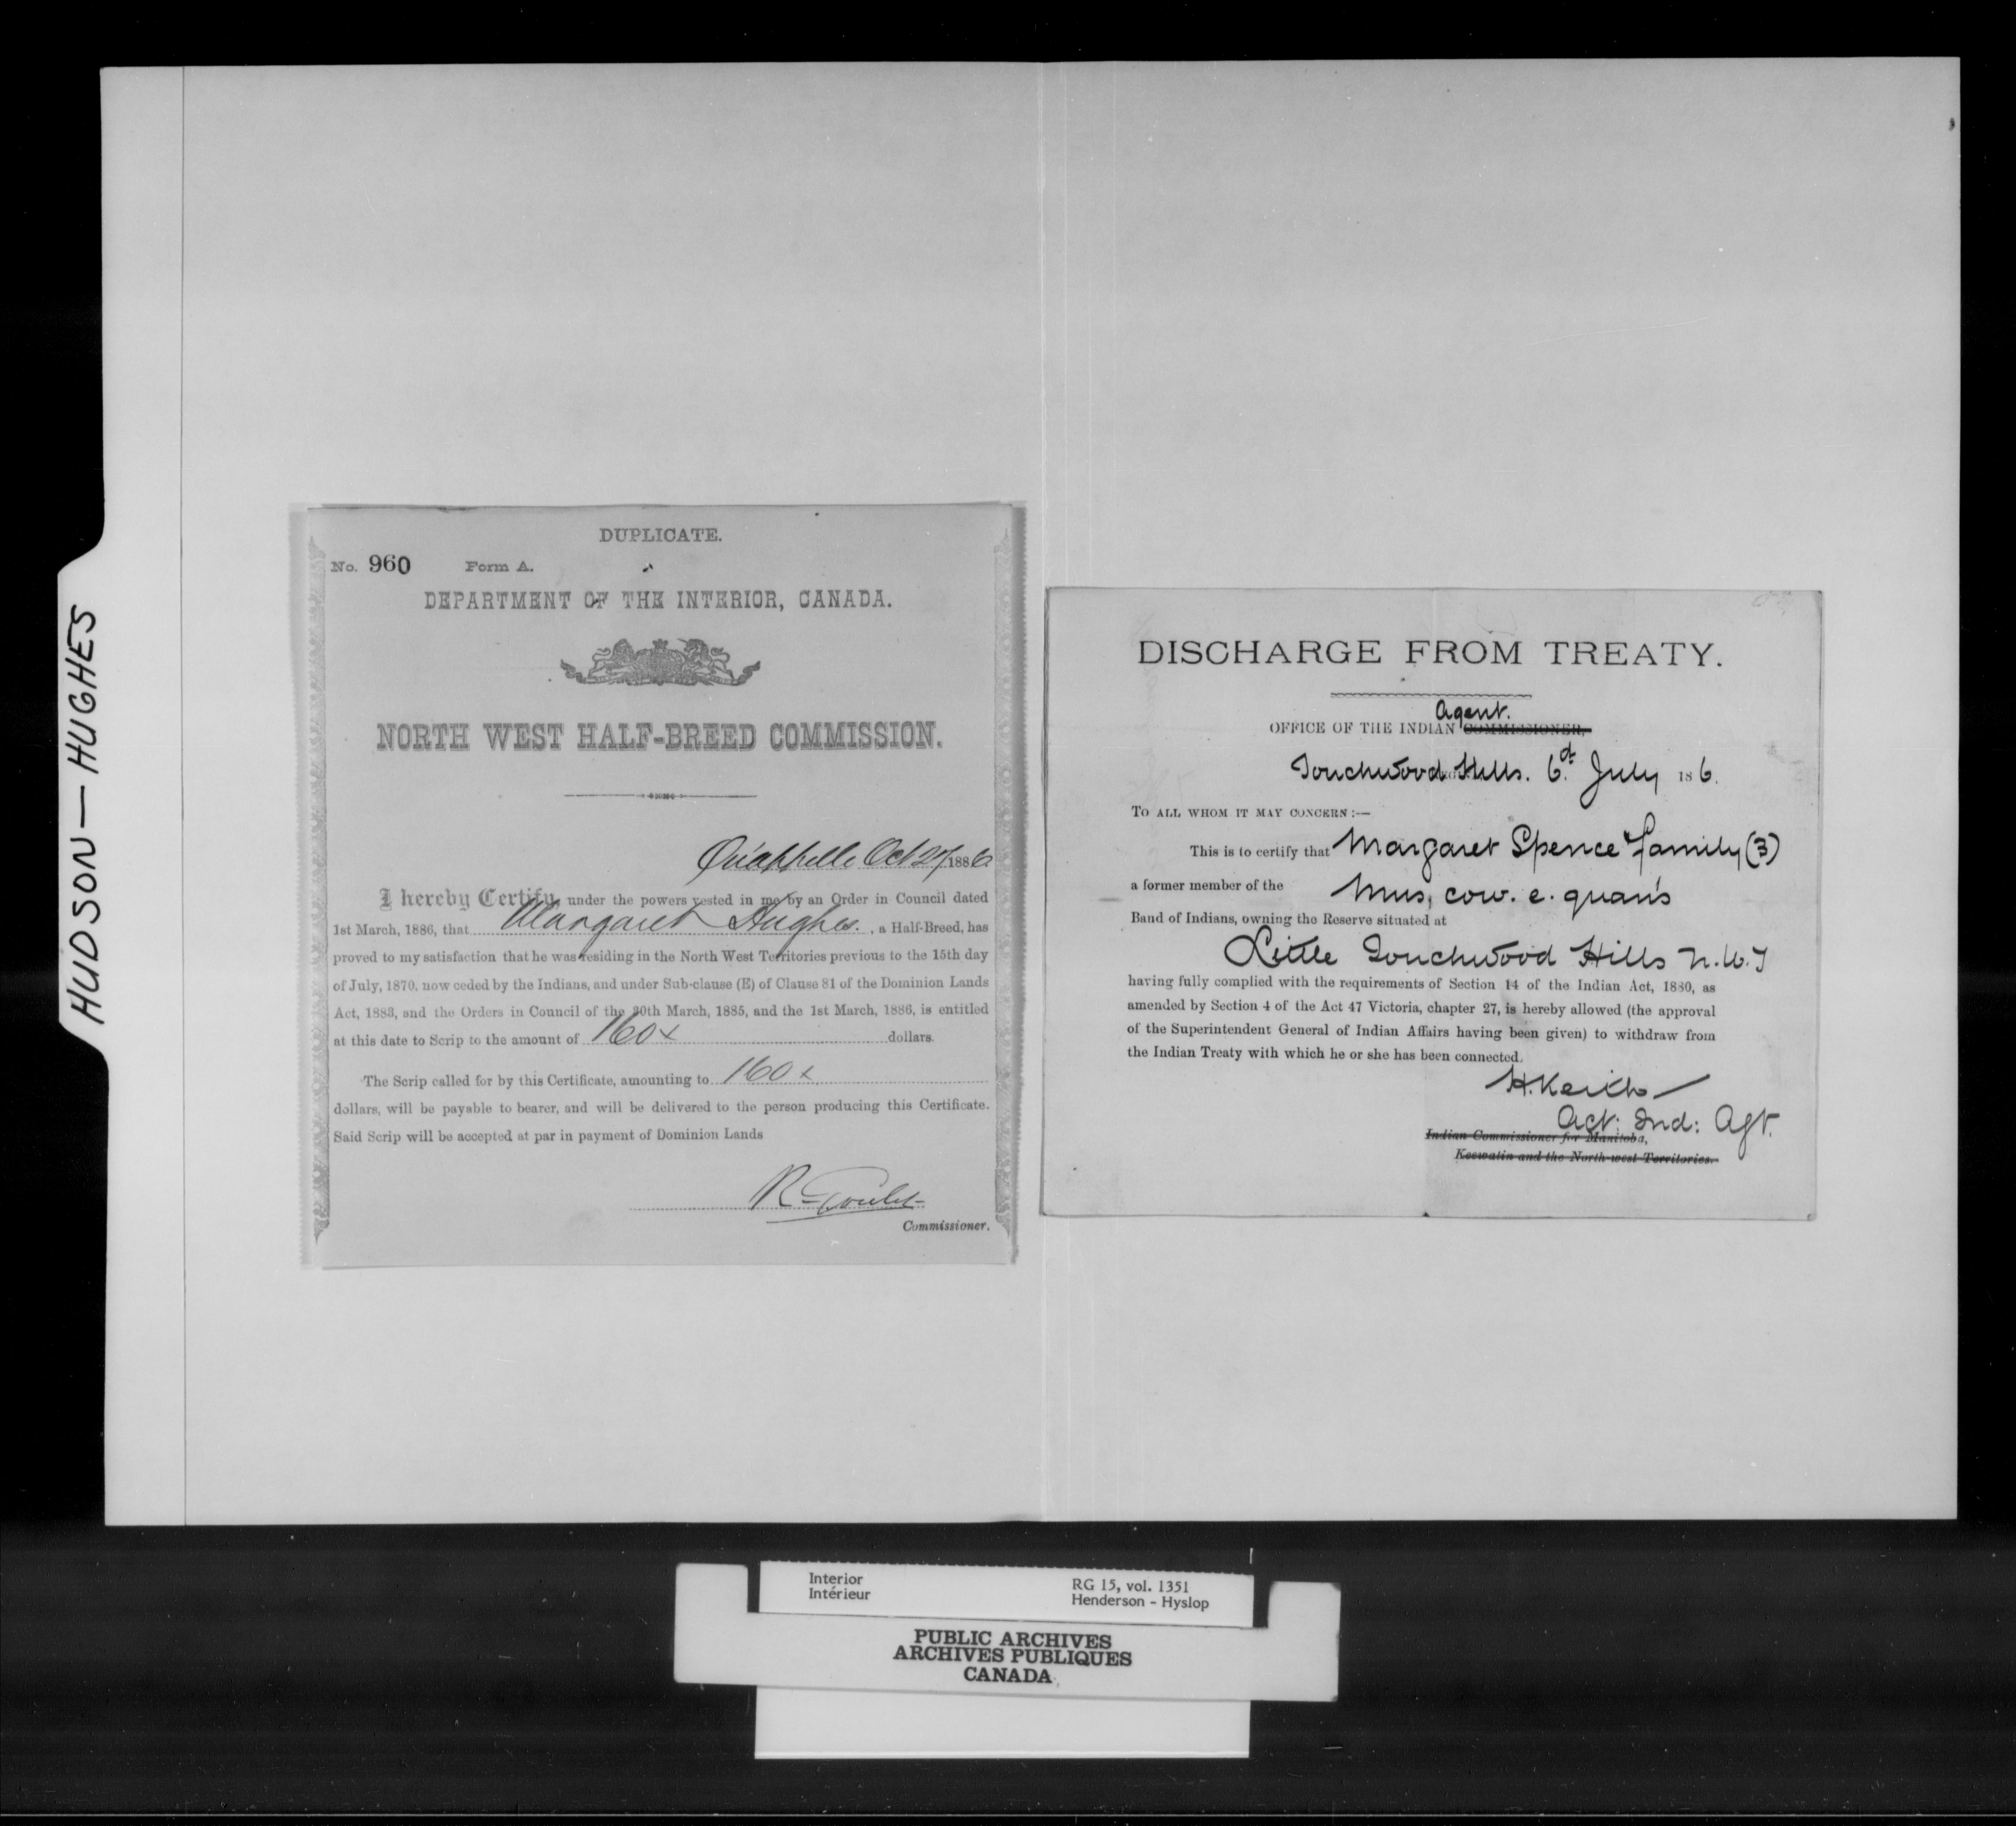 HUDSON—HUGHES
DUPLICATE.
No. 960 Form A.
DEPARTMENT OF THE INTERIOR, CANADA.
NORTH WEST HALF-BREED COMMISSION.
Qu'appelle Oct 27 1886
I hereby Certify, under the powers vested in me by an Order in Council dated
1st March, 1886, that Margaret Hughes. , a Half-Breed, has
proved to my satisfaction that he was residing in the North West Territories previous to the 15th day
of July, 1870, now ceded by the Indians, and under Sub-clause (E) of Clause 81 of the Dominion Lands
Act, 1883, and the Orders in Council of the 30th March, 1885, and the 1st March, 1886, is entitled
at this date to Scrip to the amount of 160x dollars.
The Scrip called for by this Certificate, amounting to 160 x
dollars, will be payable to bearer, and will be delivered to the person producing this Certificate.
Said Scrip will be accepted at par in payment of Dominion Lands
R Goulet
Commissioner.
DISCHARGE FROM TREATY.
Agent.
OFFICE OF THE INDIAN COMMISSIONER,
Touchwood Hills. 6th July 186.
TO ALL WHOM IT MAY CONCERN:—
This is to certify that Margaret Spence & family (3)
a former member of the Mus, cow. e. quan's
Band of Indians, owning the Reserve situated at
Little Touchwood Hills N.W.T
having fully complied with the requirements of Section 14 of the Indian Act, 1880, as
amended by Section 4 of the Act 47 Victoria, chapter 27, is hereby allowed (the approval
of the Superintendent General of Indian Affairs having been given) to withdraw from
the Indian Treaty with which he or she has been connected.
H. Keith
Act: Ind: Agt.
Indian Commissioner for Manitoba,
Keewatin and the North-west Territories.
Interior
Intérieur
RG 15, vol. 1351
Henderson - Hyslop
PUBLIC ARCHIVES
ARCHIVES PUBLIQUES
CANADA